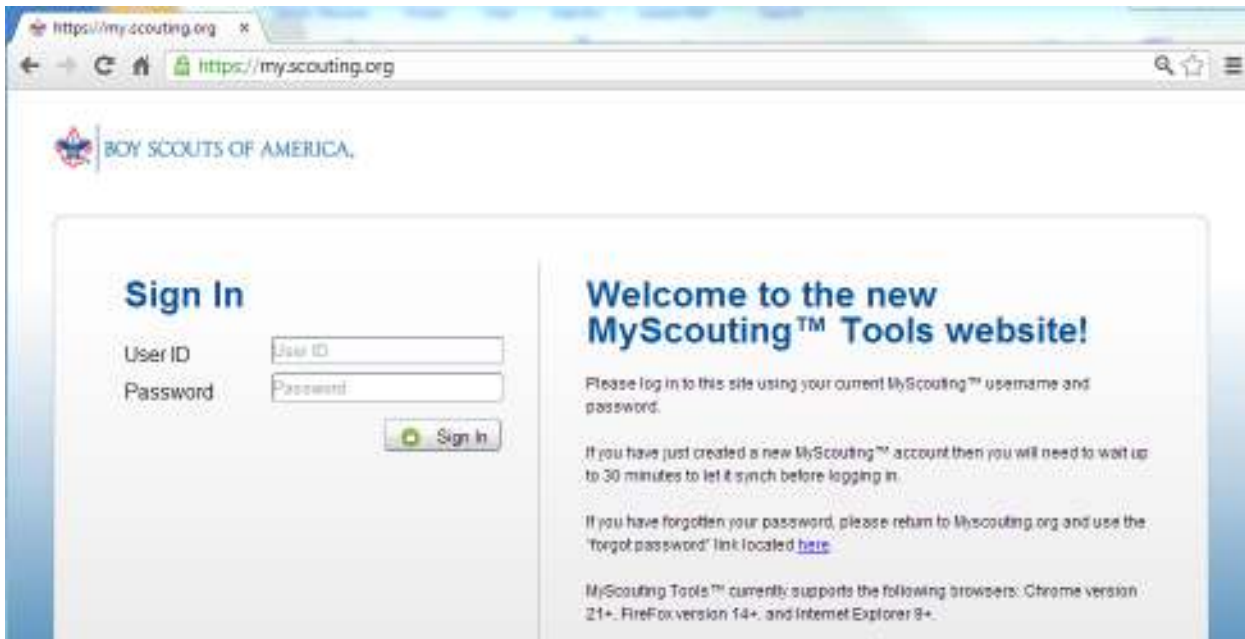 https://my.scouting.org ×
https://my.scouting.org
BOY SCOUTS OF AMERICA.
Sign In
User ID
User ID
Password
Password
Sign In
Welcome to the new
MyScouting™ Tools website!
Please log in to this site using your current MyScouting™ username and
password.
If you have just created a new MyScouting™ account then you will need to wait up
to 30 minutes to let it synch before logging in.
If you have forgotten your password, please return to Myscouting.org and use the
"forgot password" link located here.
MyScouting Tools™ currently supports the following browsers: Chrome version
21+, FireFox version 14+, and Internet Explorer 9+.